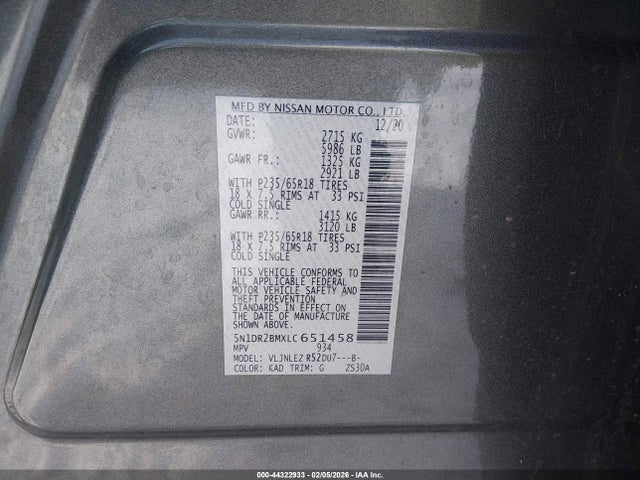 MFD BY NISSAN MOTOR CO., LTD.
DATE: 12/20
GVWR: 2715 KG
5986 LB
GAWR FR.: 1325 KG
2921 LB
WITH P235/65R18 TIRES
18 X 7.5 RIMS AT 33 PSI
COLD SINGLE
GAWR RR.: 1415 KG
3120 LB
WITH P235/65R18 TIRES
18 X 7.5 RIMS AT 33 PSI
COLD SINGLE
THIS VEHICLE CONFORMS TO
ALL APPLICABLE FEDERAL
MOTOR VEHICLE SAFETY AND
THEFT PREVENTION
STANDARDS IN EFFECT ON
THE DATE OF MANUFACTURE
SHOWN ABOVE.
5N1DR2BMXLC651458
MPV 934
MODEL: VLJNLEZ R52DU7---B-
COLOR: KAD TRIM: G ZS30A
000-44322933 - 02/05/2026 - IAA Inc.